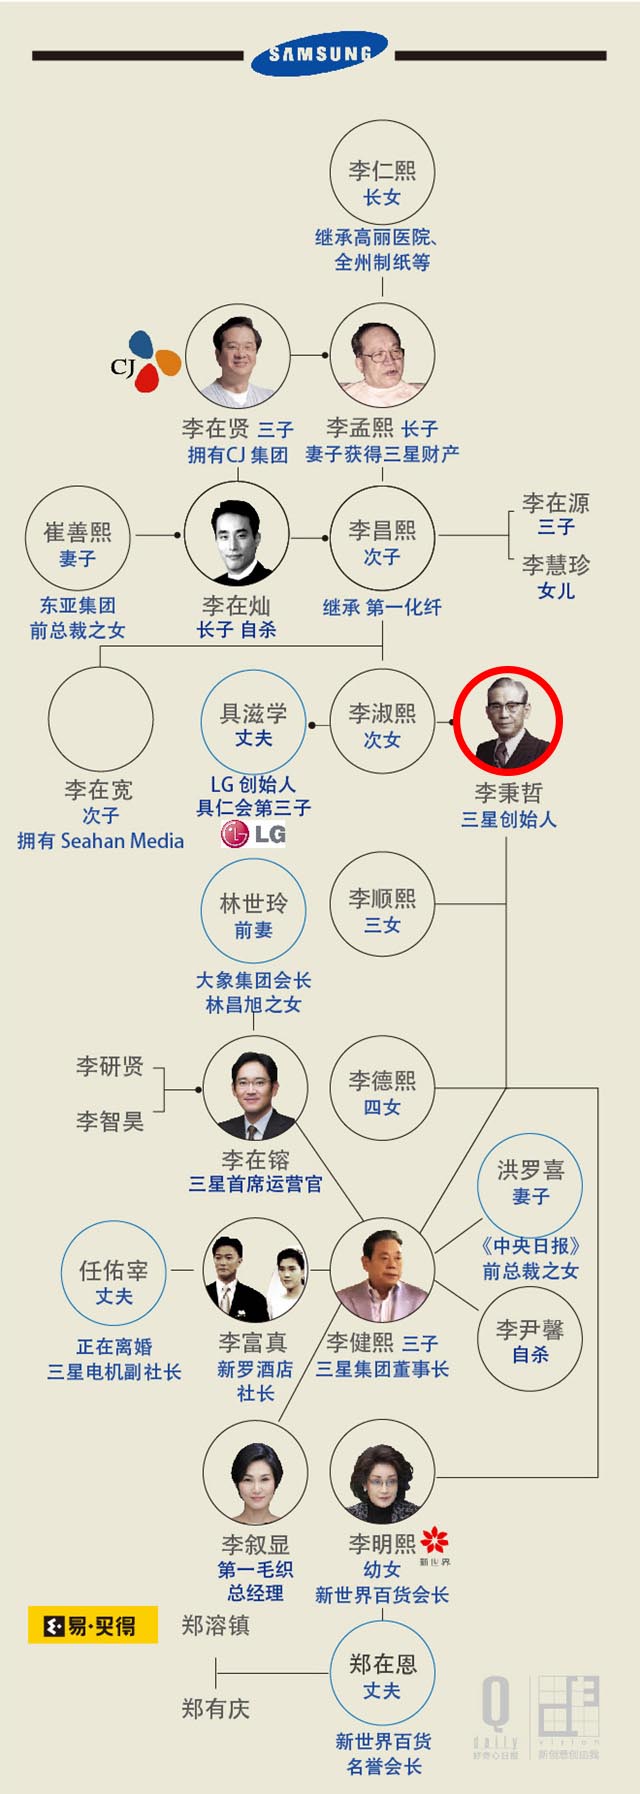 SAMSUNG
李仁熙
长女
继承高丽医院、
全州制纸等
CJ
李在贤 三子
拥有CJ 集团
李孟熙 长子
妻子获得三星财产
崔善熙
妻子
东亚集团
前总裁之女
李在灿
长子 自杀
李昌熙
次子
继承 第一化纤
李在源
三子
李慧珍
女儿
李在宽
次子
拥有 Seahan Media
具滋学
丈夫
LG 创始人
具仁会第三子
LG
李淑熙
次女
李秉哲
三星创始人
林世玲
前妻
大象集团会长
林昌旭之女
李顺熙
三女
李研贤
李智昊
李在镕
三星首席运营官
李德熙
四女
洪罗喜
妻子
《中央日报》
前总裁之女
任佑宰
丈夫
正在离婚
三星电机副社长
李富真
新罗酒店
社长
李健熙 三子
三星集团董事长
李尹馨
自杀
李叙显
第一毛织
总经理
李明熙
新世界
幼女
新世界百货会长
易·买得
郑溶镇
郑有庆
郑在恩
丈夫
新世界百货
名誉会长
Q
daily
好奇心日报
vision
新创意创由我